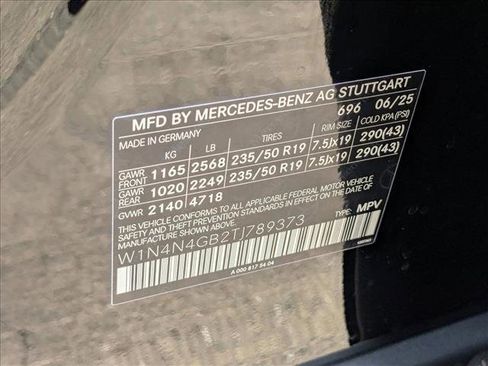 MFD BY MERCEDES-BENZ AG STUTTGART
MADE IN GERMANY 696 06/25
KG LB TIRES RIM SIZE COLD KPA(PSI)
GAWR FRONT 1165 2568 235/50 R19 7.5Jx19 290(43)
GAWR REAR 1020 2249 235/50 R19 7.5Jx19 290(43)
GVWR 2140 4718
THIS VEHICLE CONFORMS TO ALL APPLICABLE FEDERAL MOTOR VEHICLE
SAFETY AND THEFT PREVENTION STANDARDS IN EFFECT ON THE DATE OF
MANUFACTURE SHOWN ABOVE.
W1N4N4GB2TJ789373 TYPE: MPV
A 000 817 54 04